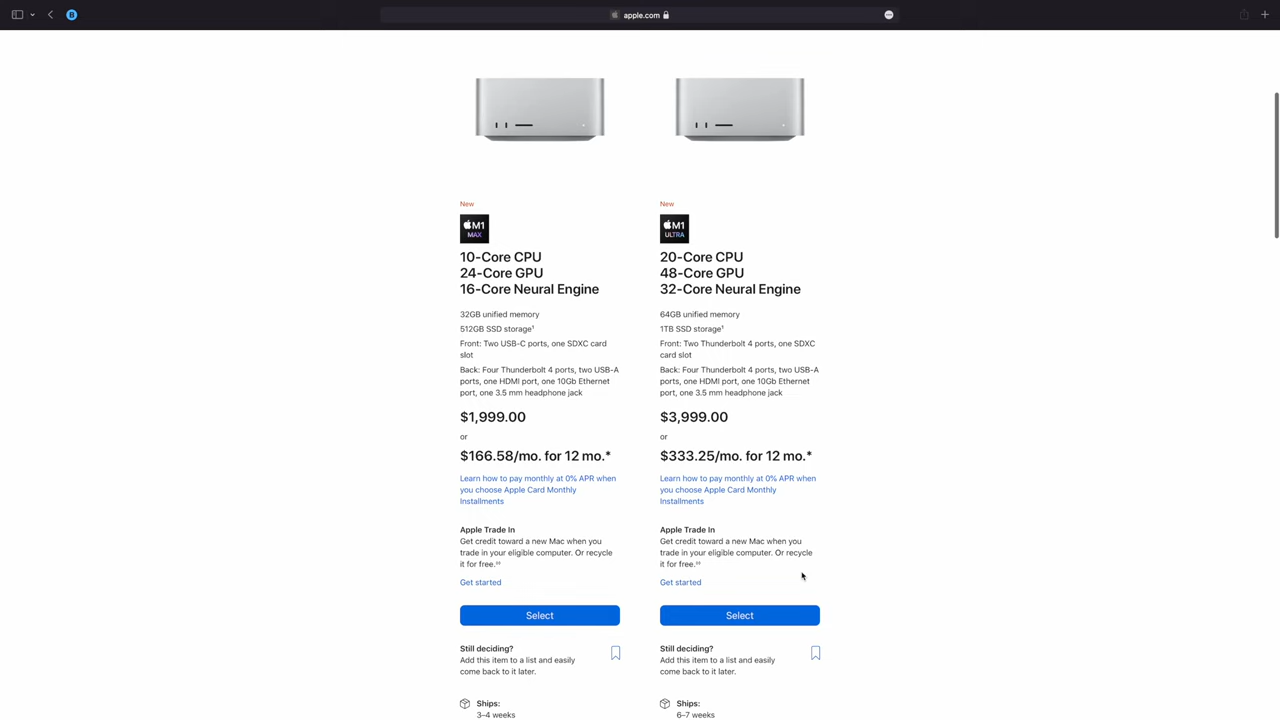 apple.com
New
M1
MAX
10-Core CPU
24-Core GPU
16-Core Neural Engine
32GB unified memory
512GB SSD storage¹
Front: Two USB-C ports, one SDXC card
slot
Back: Four Thunderbolt 4 ports, two USB-A
ports, one HDMI port, one 10Gb Ethernet
port, one 3.5 mm headphone jack
$1,999.00
or
$166.58/mo. for 12 mo.*
Learn how to pay monthly at 0% APR when
you choose Apple Card Monthly
Installments
Apple Trade In
Get credit toward a new Mac when you
trade in your eligible computer. Or recycle
it for free.◊◊
Get started
Select
Still deciding?
Add this item to a list and easily
come back to it later.
Ships:
3–4 weeks
New
M1
ULTRA
20-Core CPU
48-Core GPU
32-Core Neural Engine
64GB unified memory
1TB SSD storage¹
Front: Two Thunderbolt 4 ports, one SDXC
card slot
Back: Four Thunderbolt 4 ports, two USB-A
ports, one HDMI port, one 10Gb Ethernet
port, one 3.5 mm headphone jack
$3,999.00
or
$333.25/mo. for 12 mo.*
Learn how to pay monthly at 0% APR when
you choose Apple Card Monthly
Installments
Apple Trade In
Get credit toward a new Mac when you
trade in your eligible computer. Or recycle
it for free.◊◊
Get started
Select
Still deciding?
Add this item to a list and easily
come back to it later.
Ships:
6–7 weeks